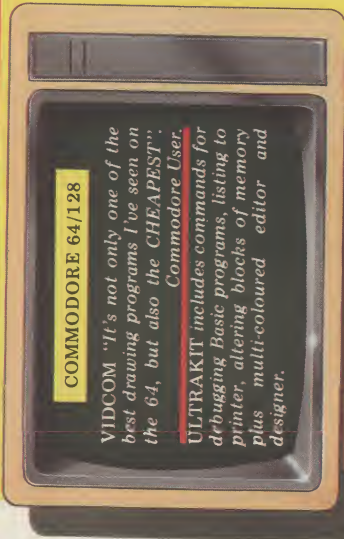 COMMODORE 64/128
VIDCOM "It's not only one of the
best drawing programs I've seen on
the 64, but also the CHEAPEST".
Commodore User.
ULTRAKIT includes commands for
debugging Basic programs, listing to
printer, altering blocks of memory
plus multi-coloured editor and
designer.